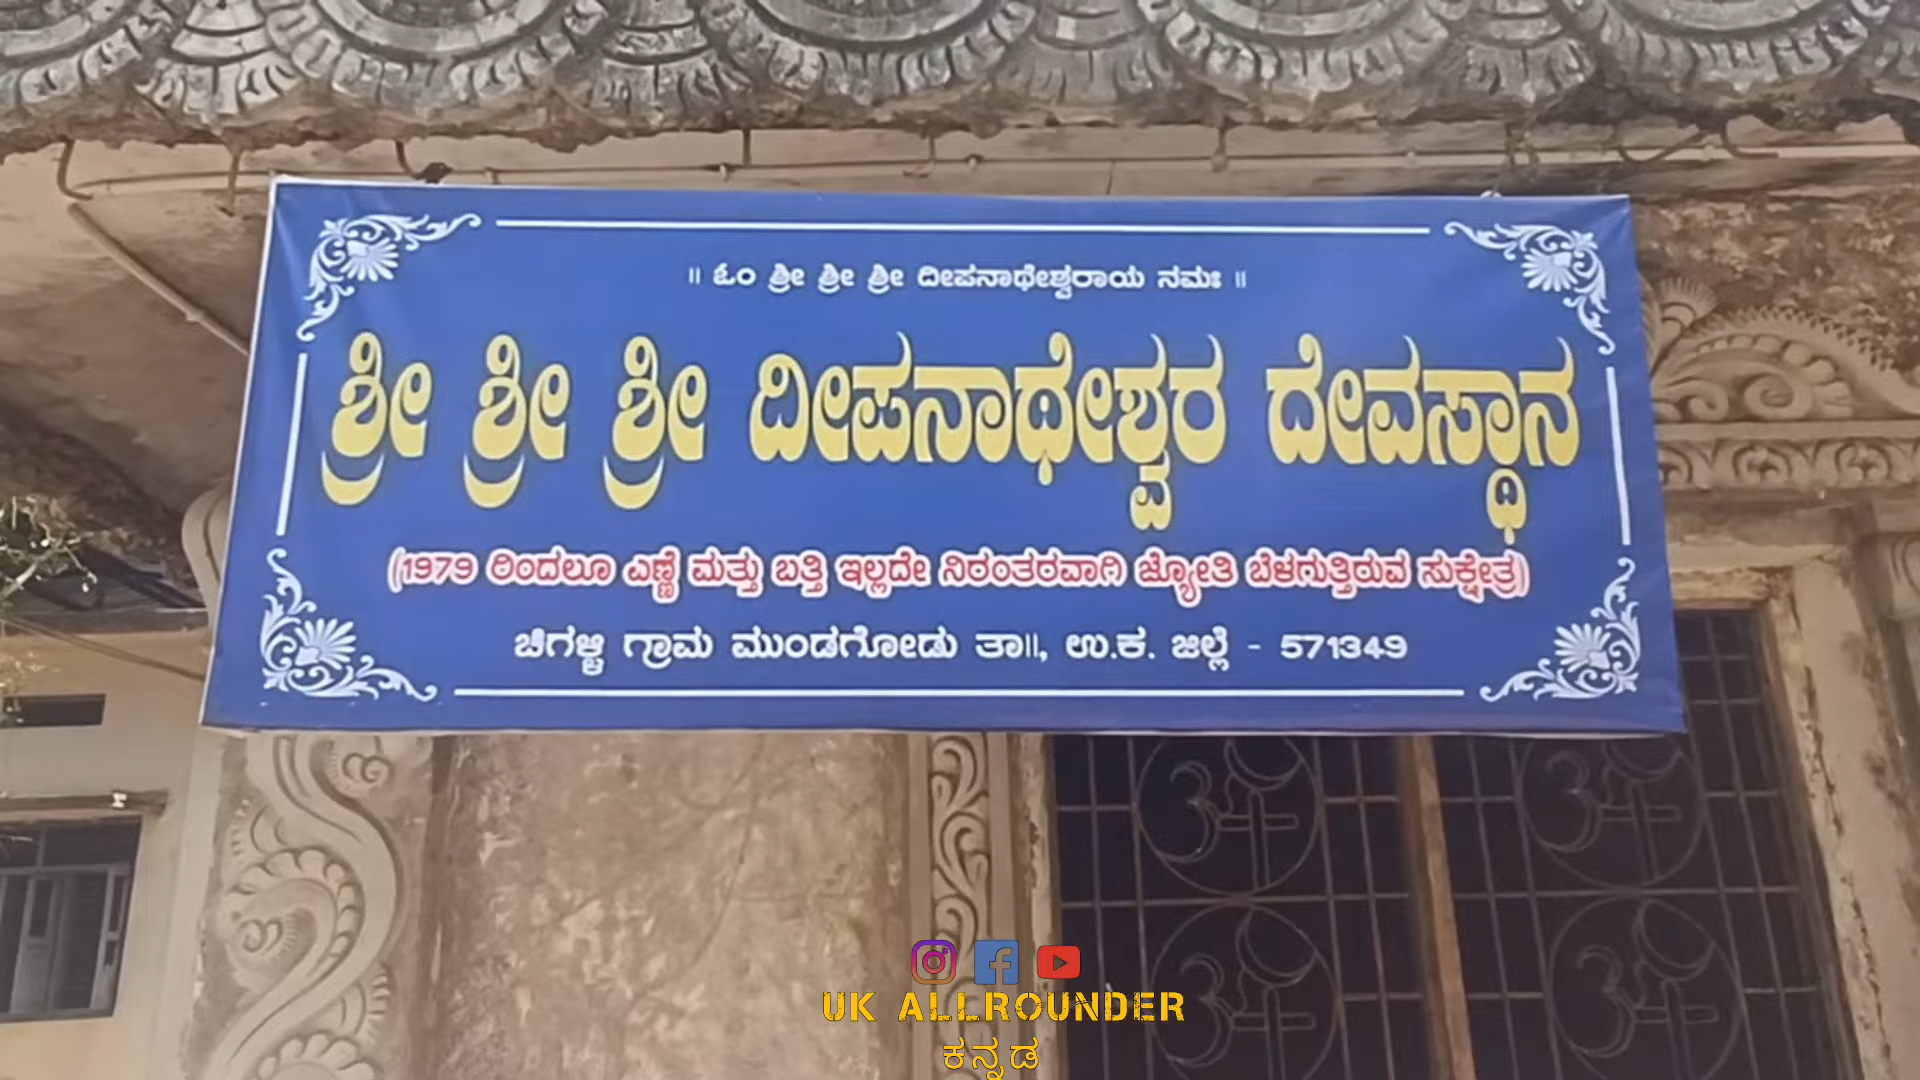 ॥ ಓಂ ಶ್ರೀ ಶ್ರೀ ಶ್ರೀ ದೀಪನಾಥೇಶ್ವರಾಯ ನಮಃ ॥
ಶ್ರೀ ಶ್ರೀ ಶ್ರೀ ದೀಪನಾಥೇಶ್ವರ ದೇವಸ್ಥಾನ
(1979 ರಿಂದಲೂ ಎಣ್ಣೆ ಮತ್ತು ಬತ್ತಿ ಇಲ್ಲದೇ ನಿರಂತರವಾಗಿ ಜ್ಯೋತಿ ಬೆಳಗುತ್ತಿರುವ ಸುಕ್ಷೇತ್ರ)
ಚಿಗಳ್ಳಿ ಗ್ರಾಮ ಮುಂಡಗೋಡು ತಾ॥, ಉ.ಕ. ಜಿಲ್ಲೆ - 571349
UK ALLROUNDER
ಕನ್ನಡ